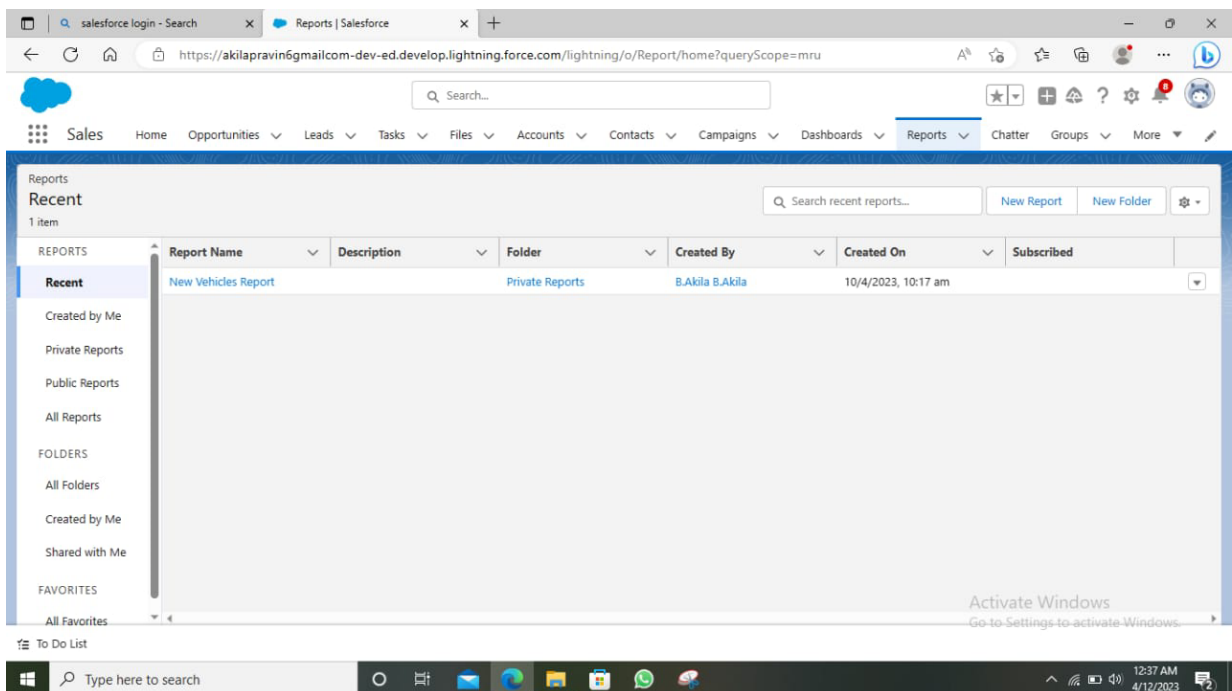 salesforce login - Search
Reports | Salesforce
https://akilapravin6gmailcom-dev-ed.develop.lightning.force.com/lightning/o/Report/home?queryScope=mru
Search...
8
Sales Home Opportunities Leads Tasks Files Accounts Contacts Campaigns Dashboards Reports Chatter Groups More
Reports
Recent
1 item
Search recent reports...
New Report
New Folder
REPORTS
Report Name Description Folder Created By Created On Subscribed
Recent
New Vehicles Report Private Reports B.Akila B.Akila 10/4/2023, 10:17 am
Created by Me
Private Reports
Public Reports
All Reports
FOLDERS
All Folders
Created by Me
Shared with Me
FAVORITES
All Favorites
Activate Windows
Go to Settings to activate Windows.
To Do List
Type here to search
12:37 AM
4/12/2023
2